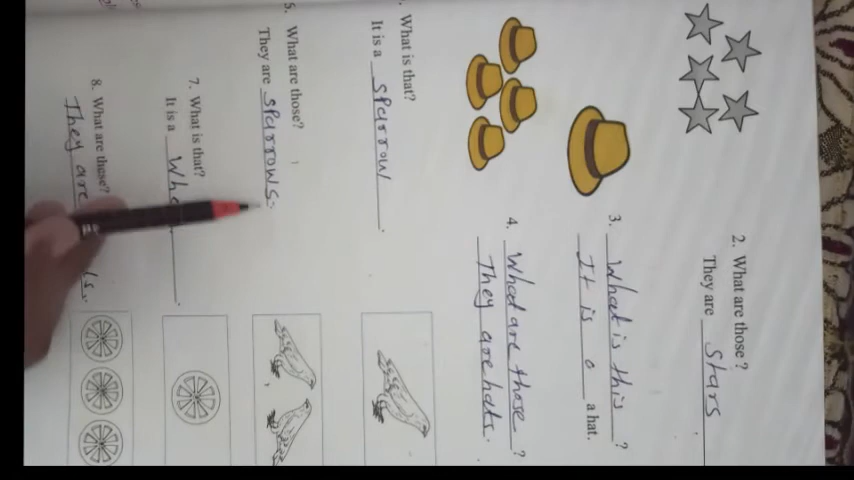 2. What are those?
They are Stars
3. What is this ?
It is a hat.
4. What are those ?
They are hats.
. What is that?
It is a sparrow .
5. What are those?
They are sparrows.
7. What is that?
It is a
8. What are these?
They are